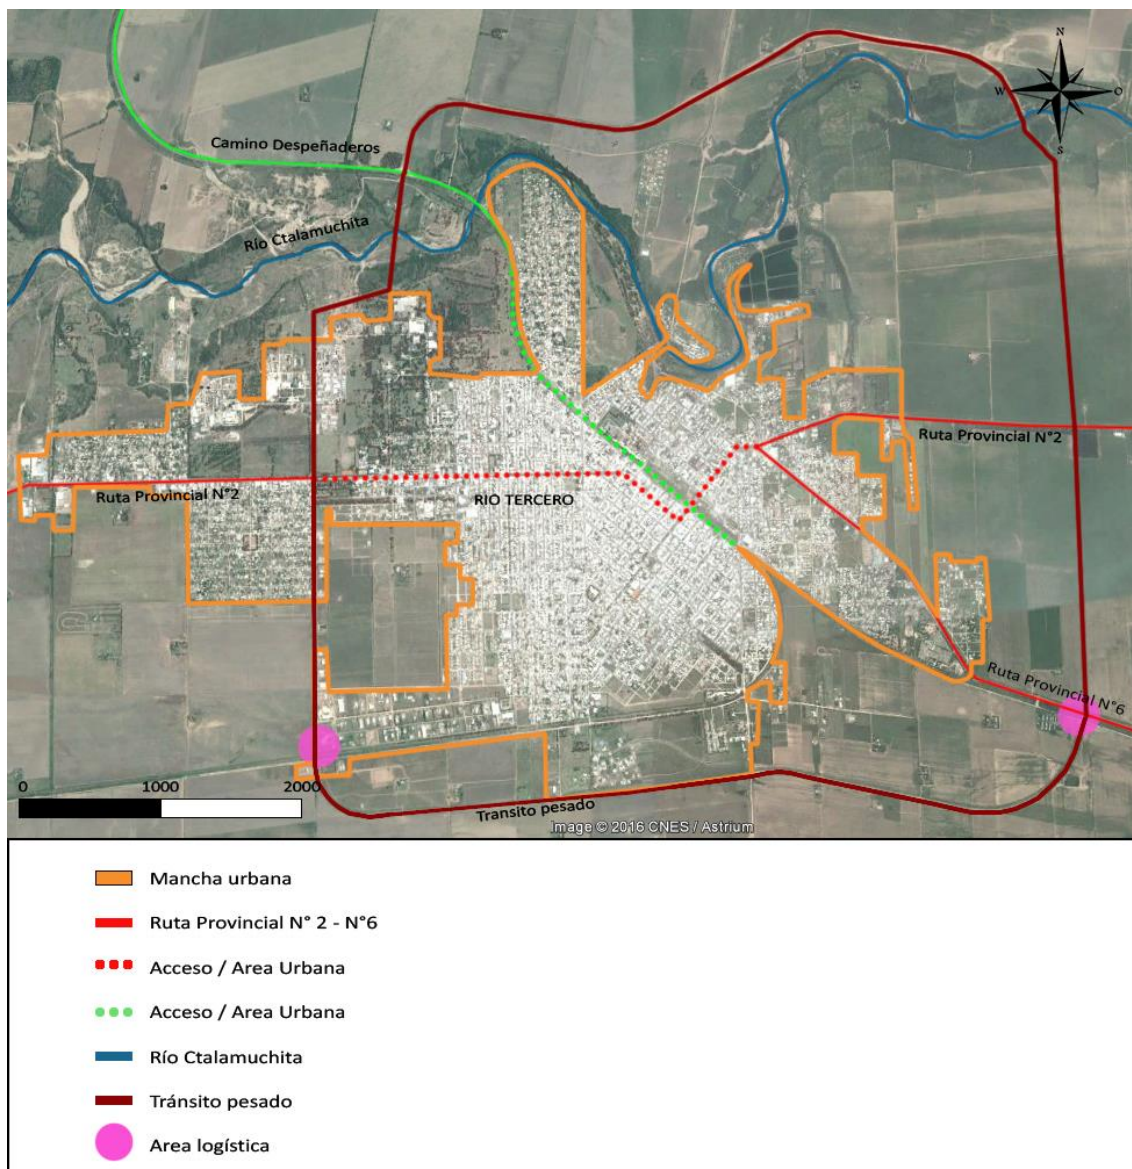 N
W
O
S
Camino Despeñaderos
Río Ctalamuchita
Ruta Provincial N°2
Ruta Provincial N°2
RIO TERCERO
Ruta Provincial N°6
0
1000
2000
Transito pesado
Image © 2016 CNES / Astrium
Mancha urbana
Ruta Provincial N° 2 - N°6
Acceso / Area Urbana
Acceso / Area Urbana
Río Ctalamuchita
Tránsito pesado
Area logística